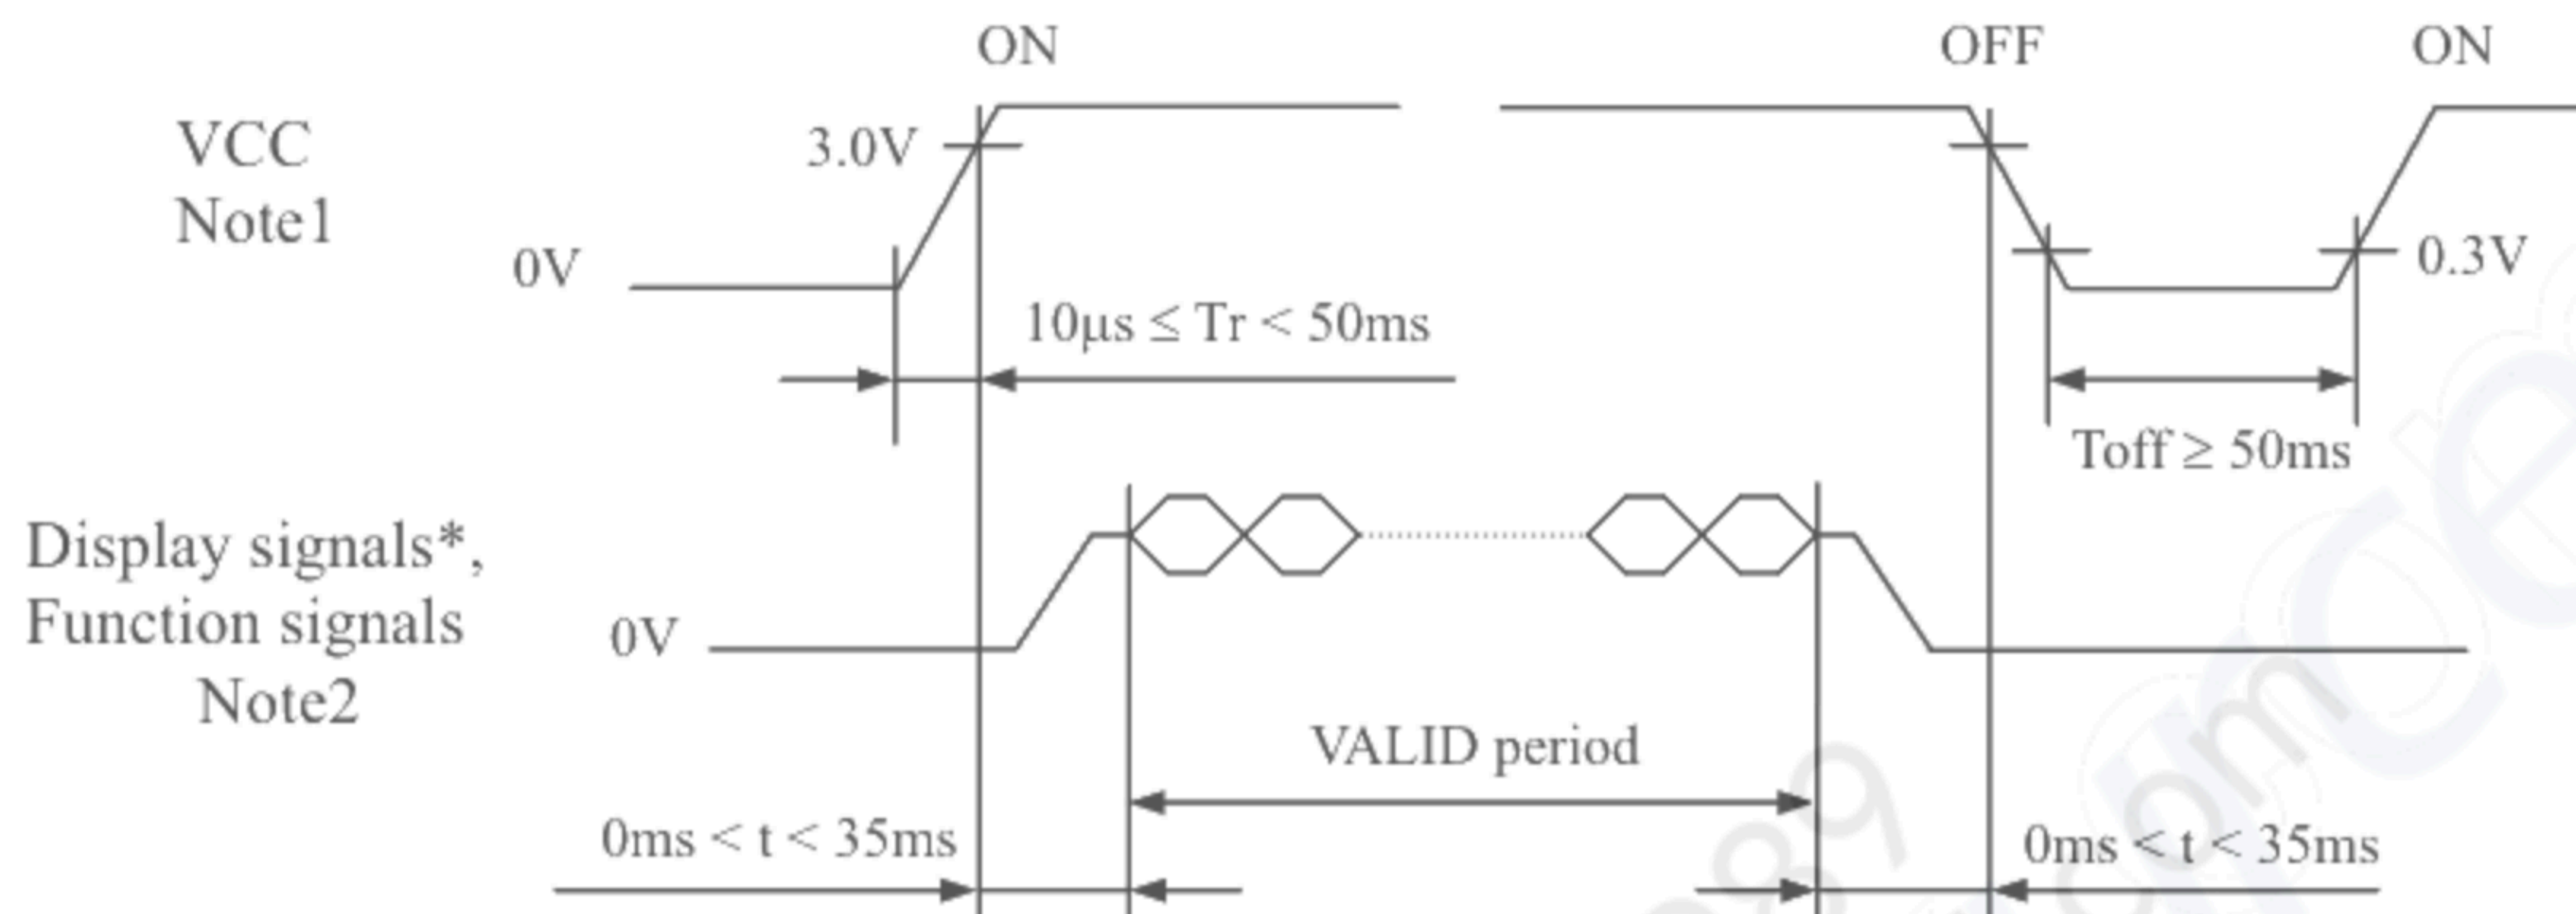 ON
OFF
ON
VCC
Note1
3.0V
0V
0.3V
10μs ≤ Tr < 50ms
Toff ≥ 50ms
Display signals*,
Function signals
Note2
0V
VALID period
0ms < t < 35ms
0ms < t < 35ms